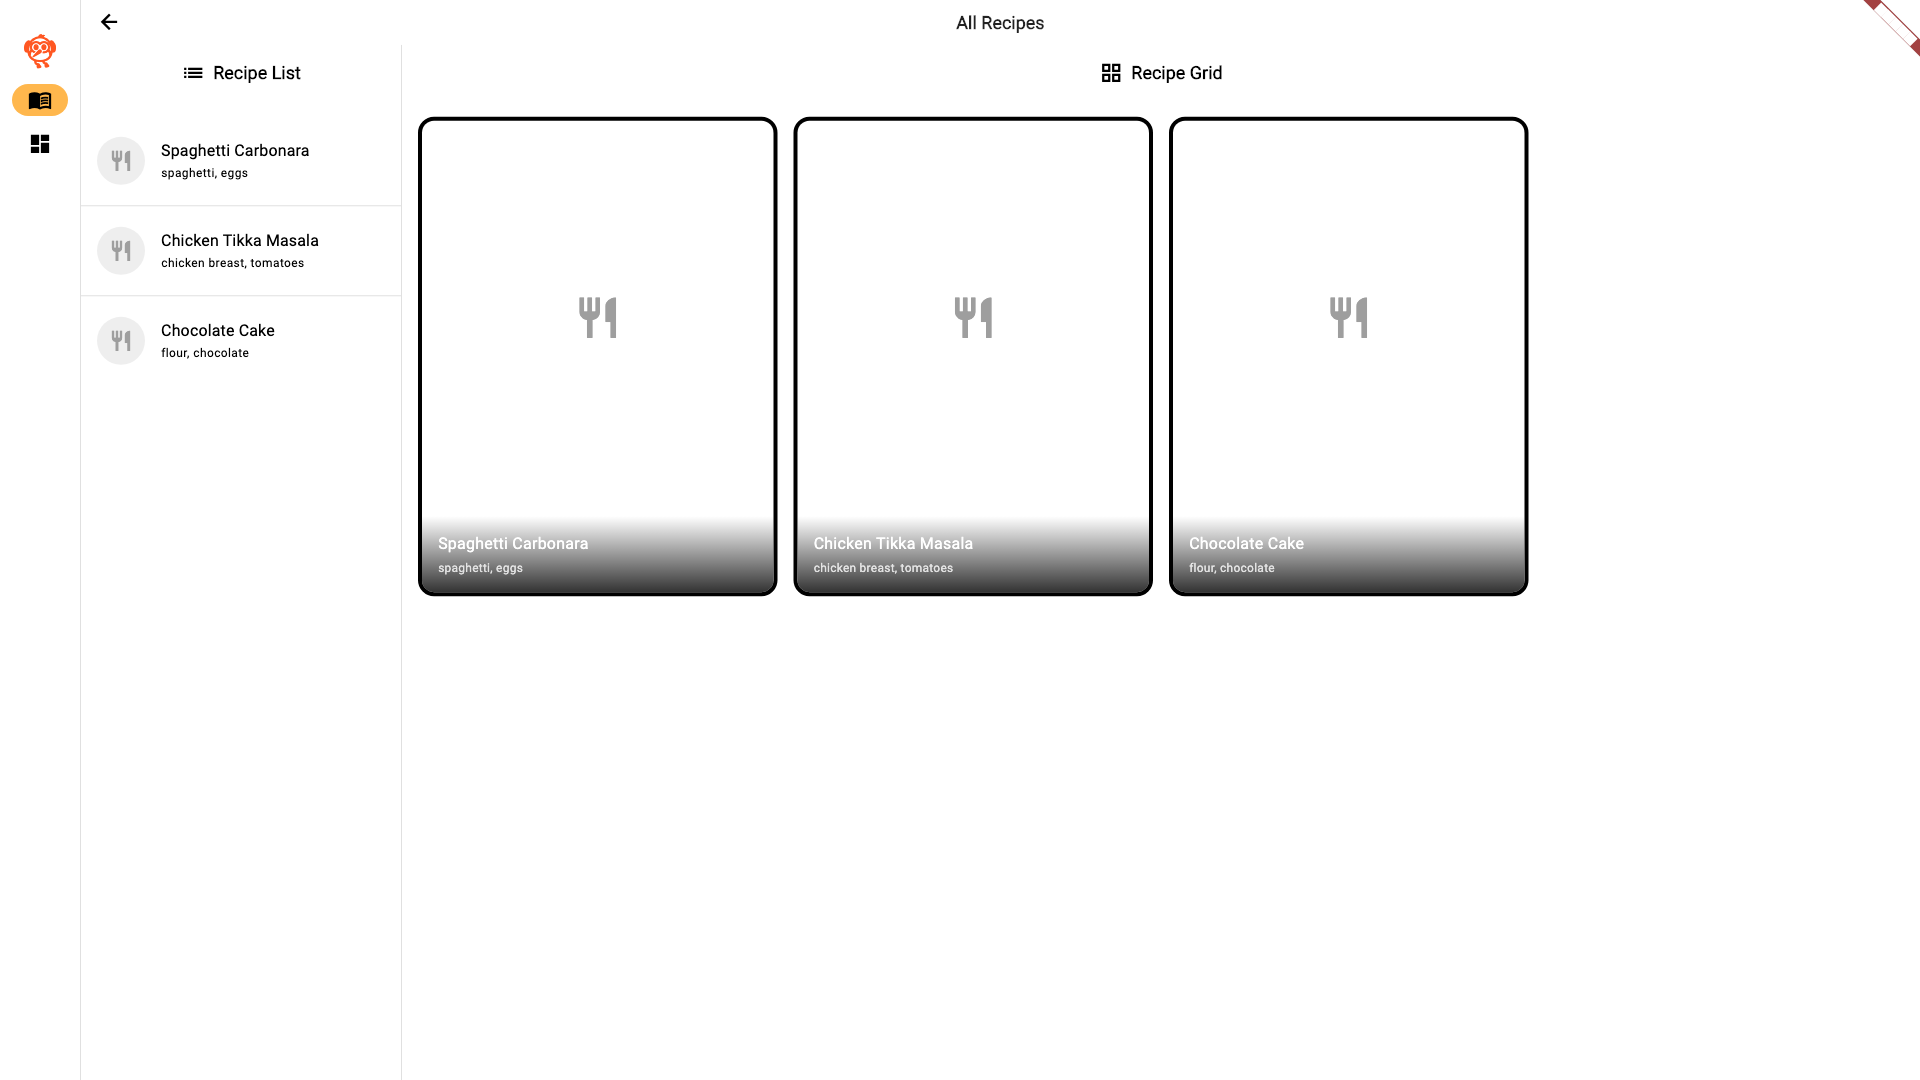 All Recipes
Recipe List
Spaghetti Carbonara
spaghetti, eggs
Chicken Tikka Masala
chicken breast, tomatoes
Chocolate Cake
flour, chocolate
Recipe Grid
Spaghetti Carbonara
spaghetti, eggs
Chicken Tikka Masala
chicken breast, tomatoes
Chocolate Cake
flour, chocolate